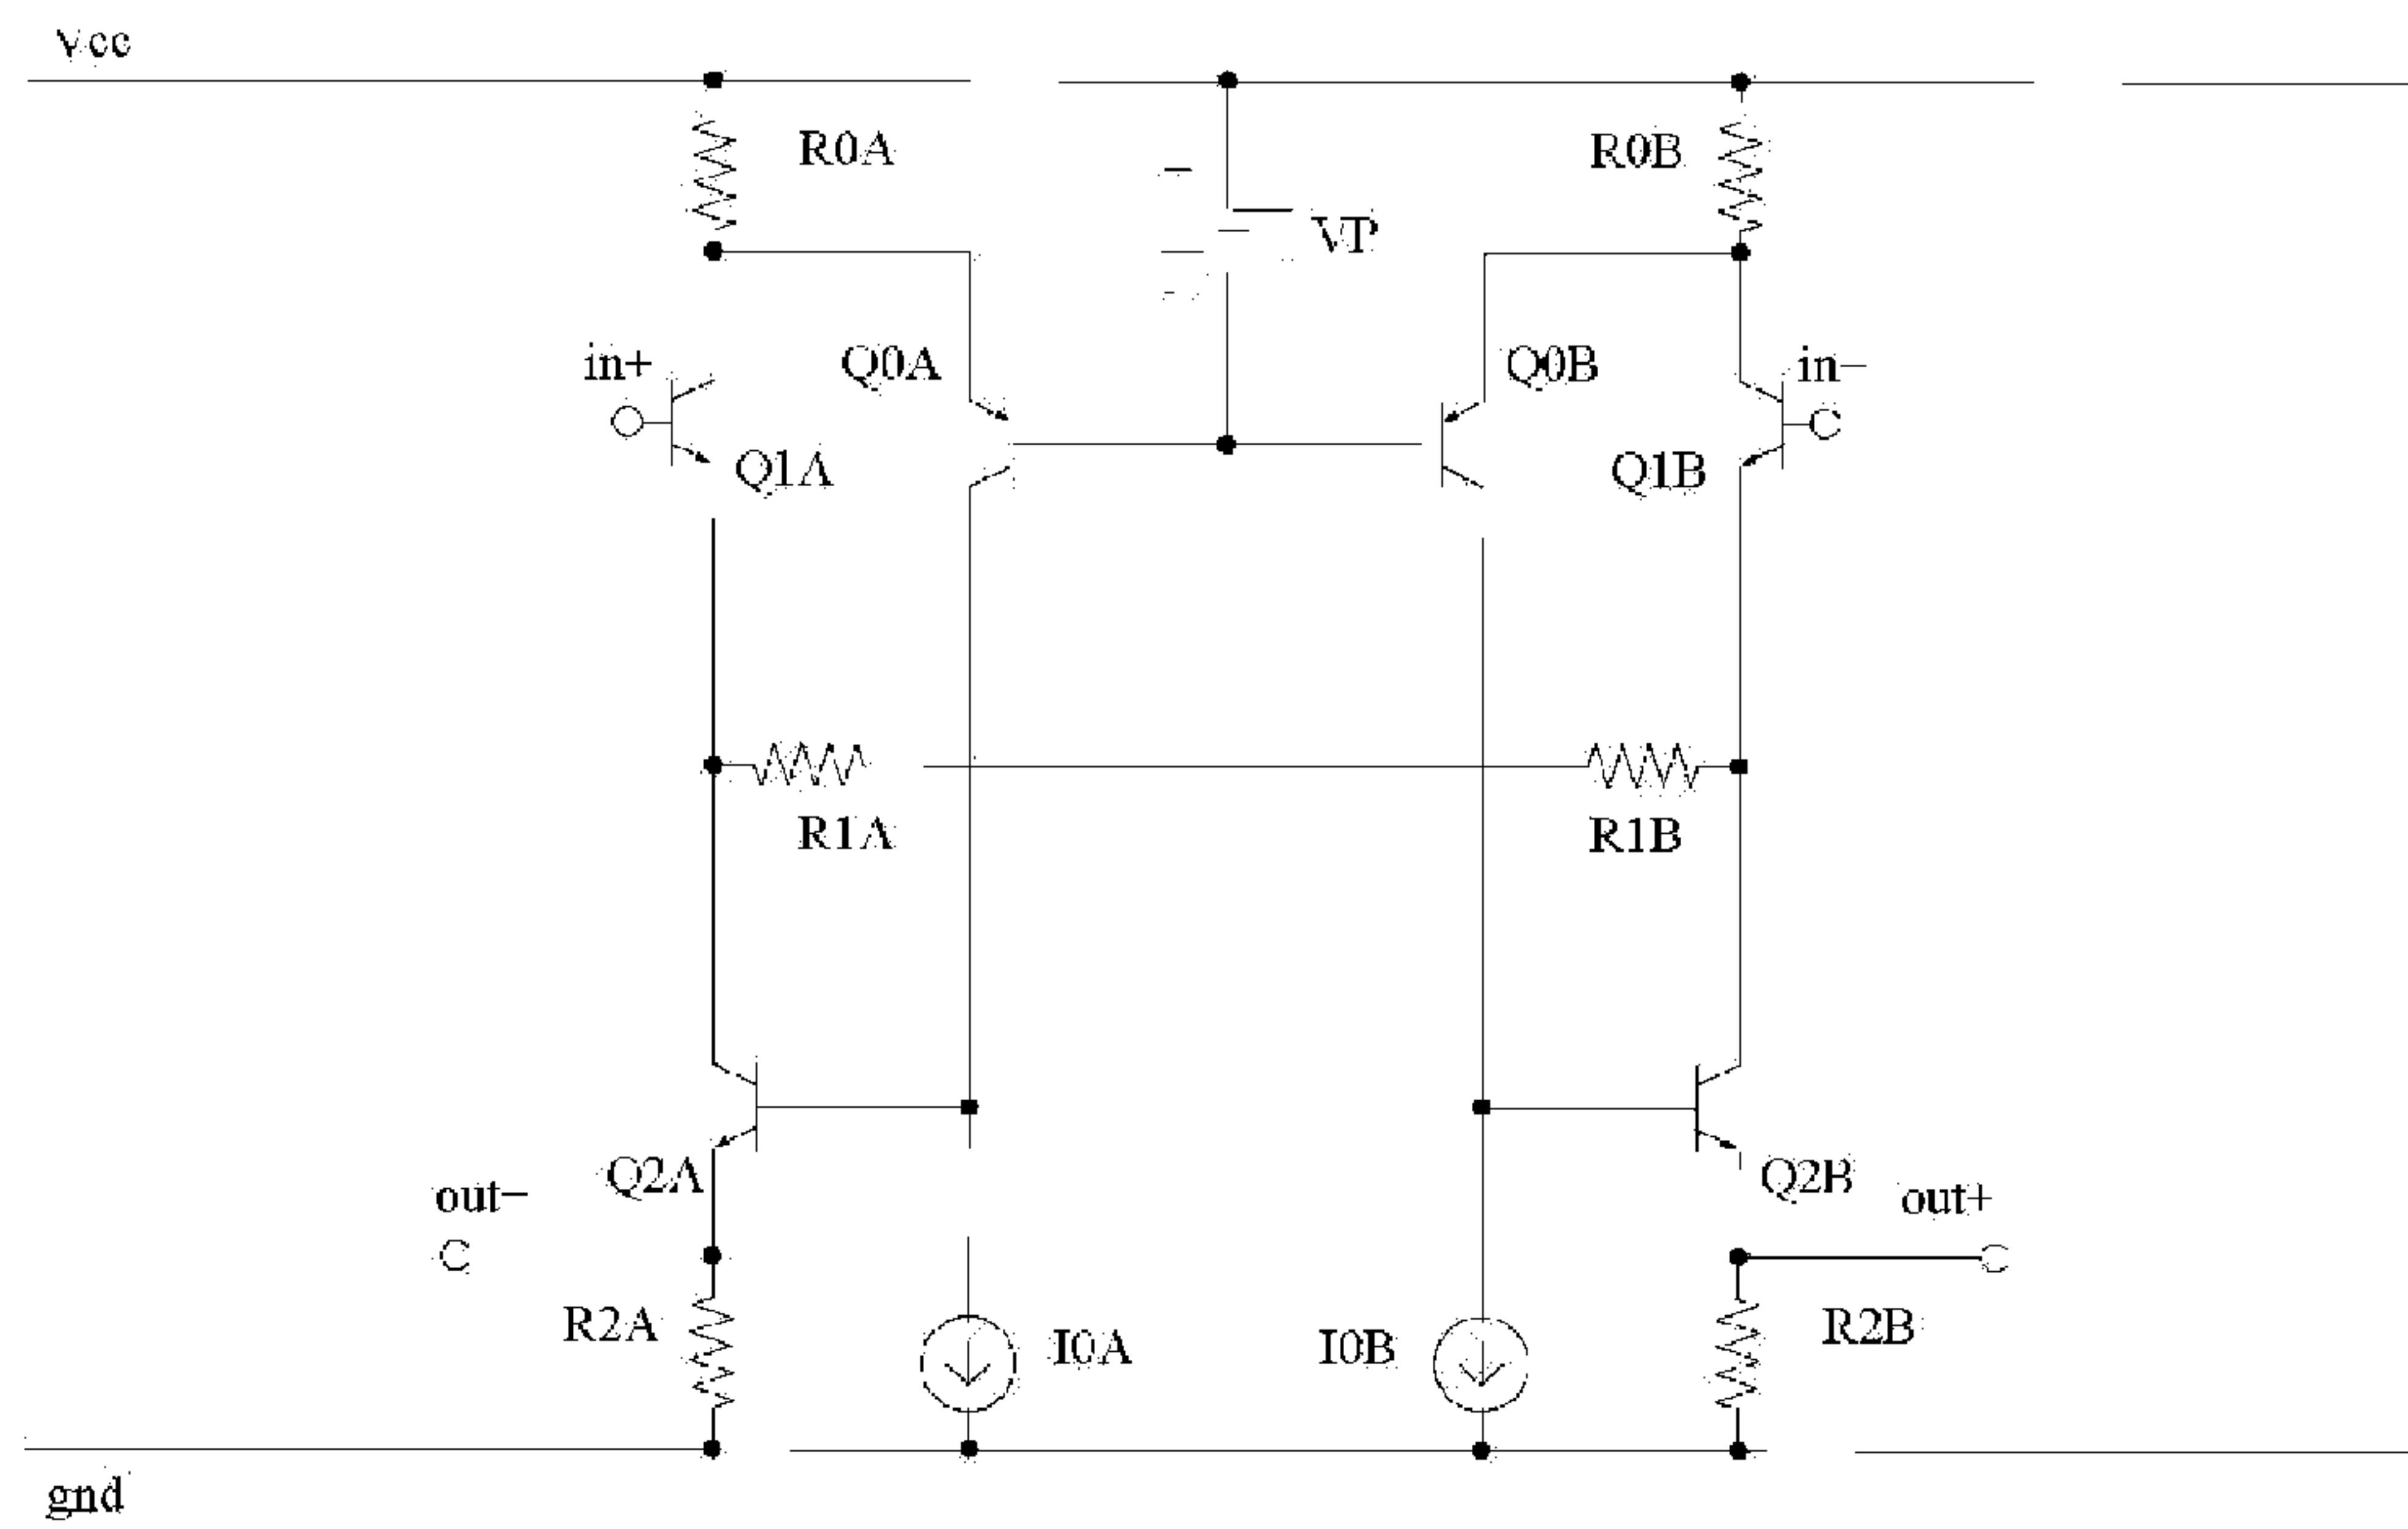 Vcc
R0A
R0B
VP
in+
Q0A
Q0B
in−
Q1A
Q1B
R1A
R1B
Q2A
Q2B
out−
out+
R2A
I0A
I0B
R2B
gnd